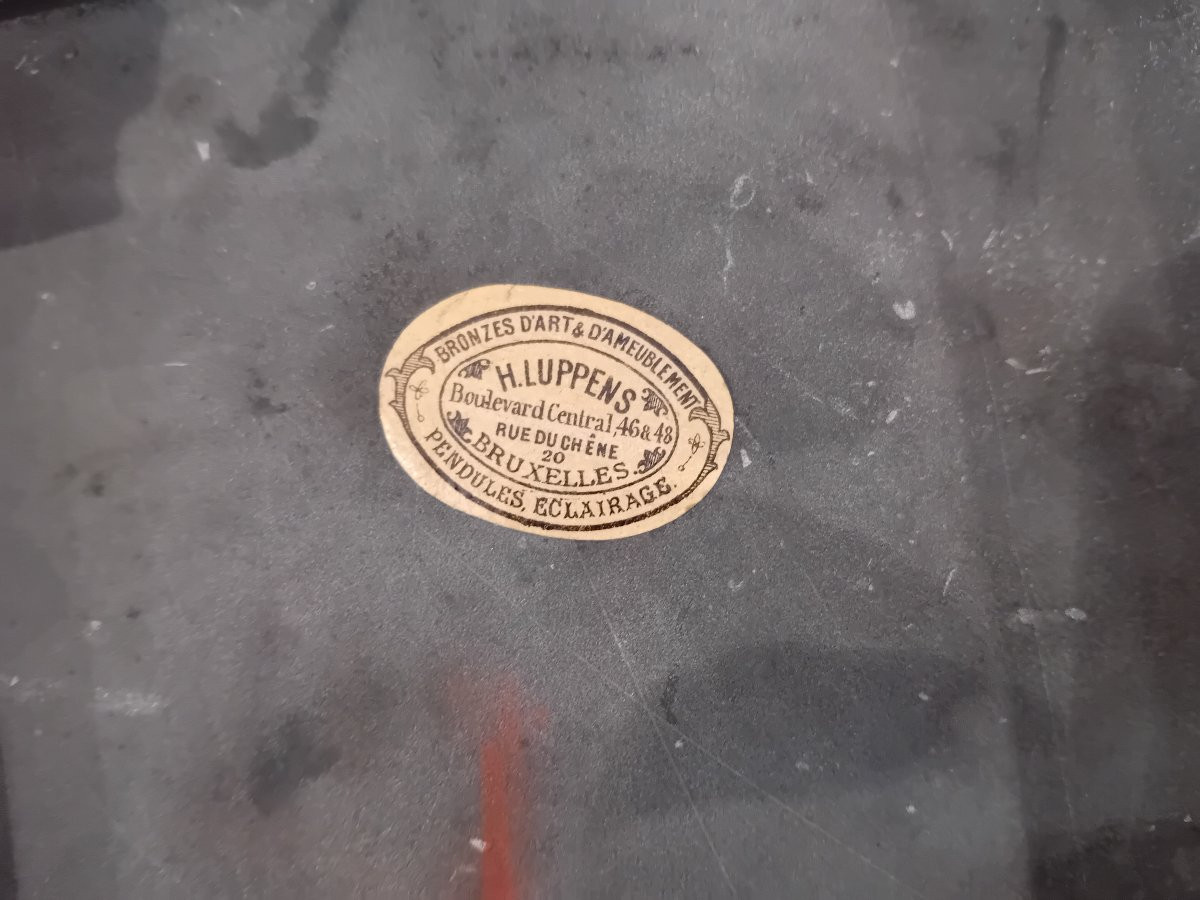 BRONZES D'ART & D'AMEUBLEMENT
H. LUPPENS
Boulevard Central 46 & 48
RUE DU CHÊNE
20
BRUXELLES.
PENDULES, ECLAIRAGE.